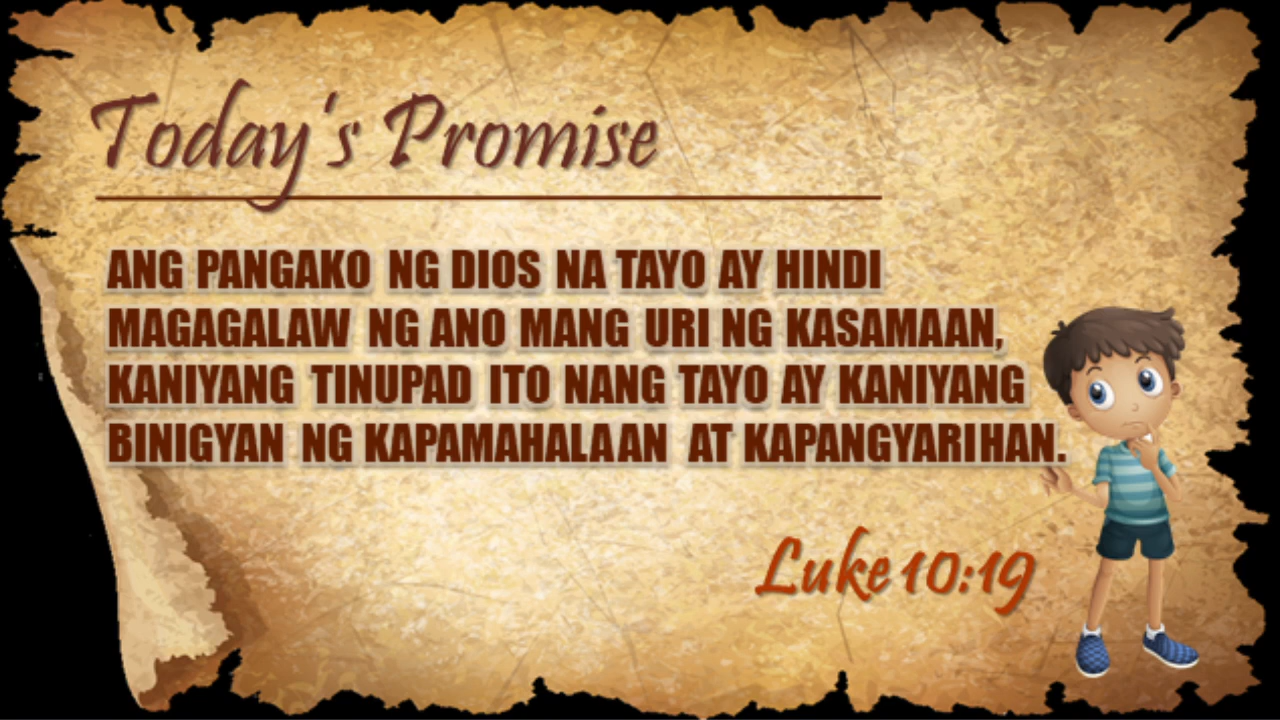 Today's Promise
ANG PANGAKO NG DIOS NA TAYO AY HINDI
MAGAGALAW NG ANO MANG URI NG KASAMAAN,
KANIYANG TINUPAD ITO NANG TAYO AY KANIYANG
BINIGYAN NG KAPAMAHALAAN AT KAPANGYARIHAN.
Luke 10:19